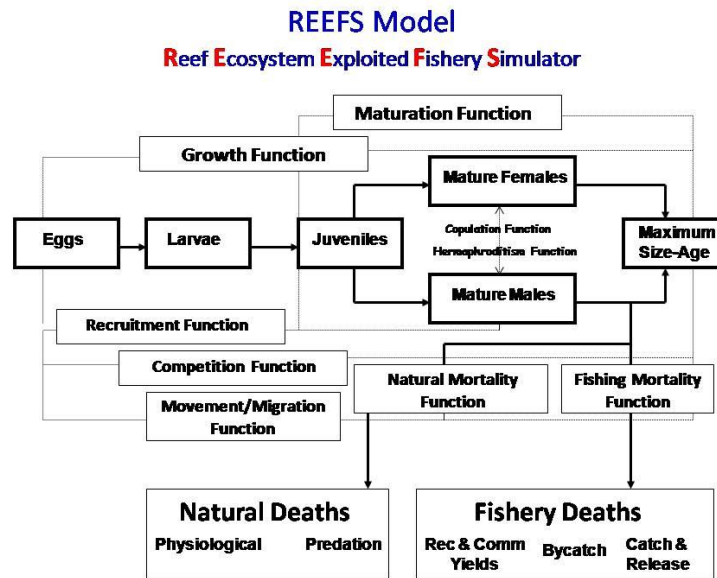 REEFS Model
Reef Ecosystem Exploited Fishery Simulator
Maturation Function
Growth Function
Mature Females
Eggs
Larvae
Juveniles
Copulation Function
Hermaphroditism Function
Maximum
Size-Age
Mature Males
Recruitment Function
Competition Function
Natural Mortality
Function
Fishing Mortality
Function
Movement/Migration
Function
Natural Deaths
Physiological
Predation
Fishery Deaths
Rec & Comm
Yields
Bycatch
Catch &
Release